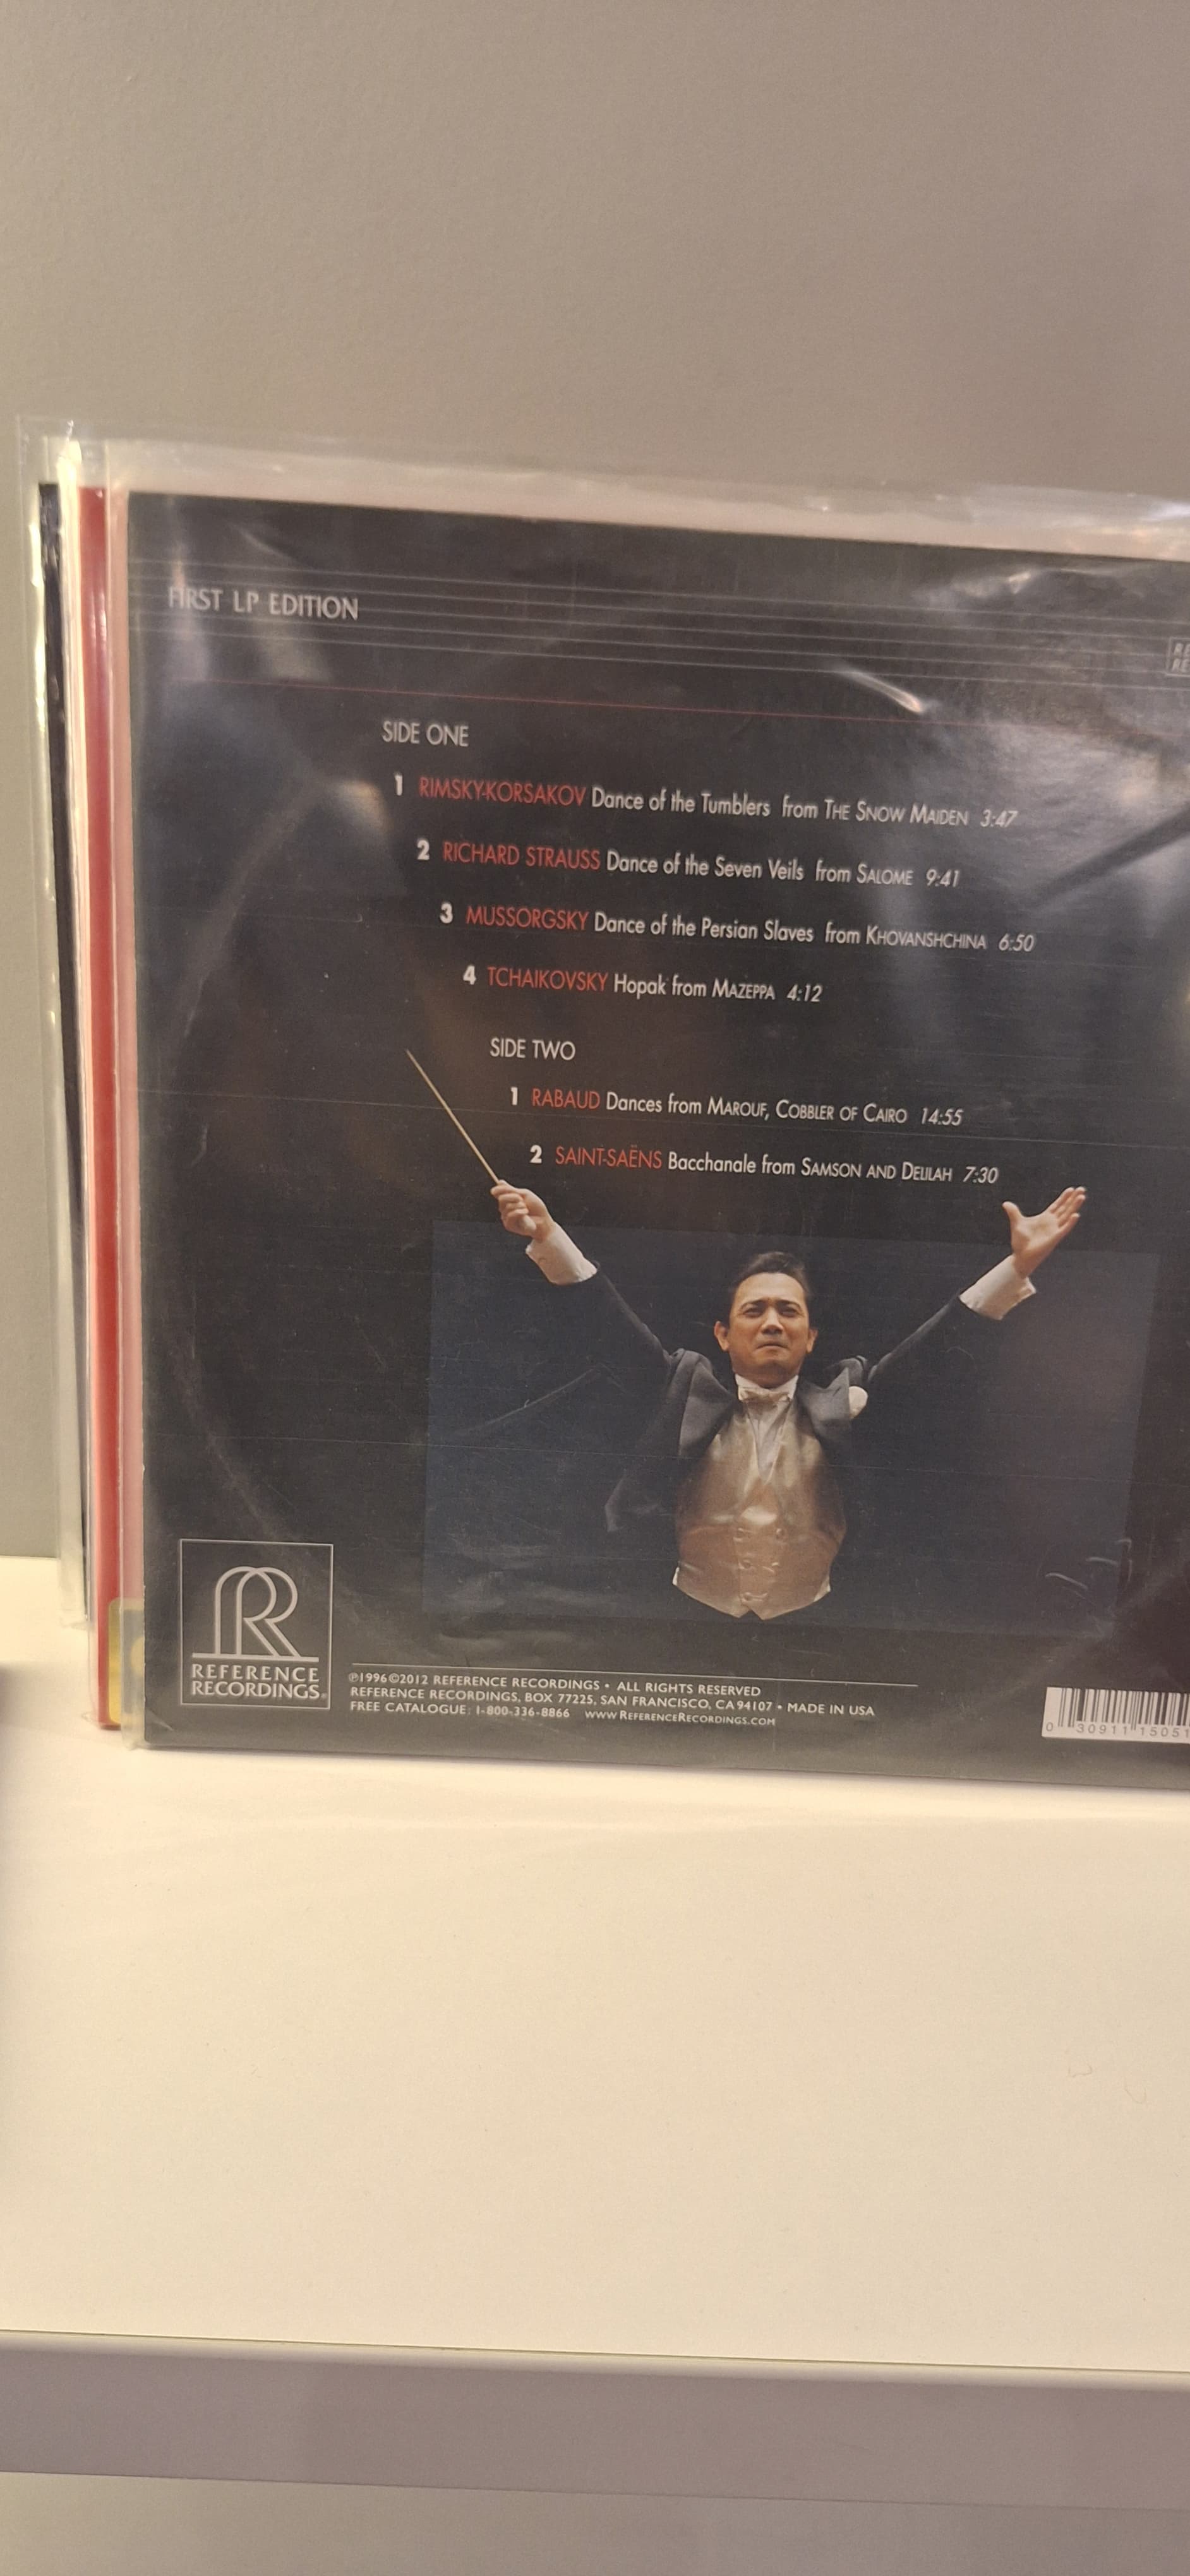 FIRST LP EDITION
SIDE ONE
1 RIMSKY-KORSAKOV Dance of the Tumblers from THE SNOW MAIDEN 3:47
2 RICHARD STRAUSS Dance of the Seven Veils from SALOME 9:41
3 MUSSORGSKY Dance of the Persian Slaves from KHOVANSHCHINA 6:50
4 TCHAIKOVSKY Hopak from MAZEPPA 4:12
SIDE TWO
1 RABAUD Dances from MAROUF, COBBLER OF CAIRO 14:55
2 SAINT-SAËNS Bacchanale from SAMSON AND DELILAH 7:30
R
REFERENCE
RECORDINGS®
℗1996©2012 REFERENCE RECORDINGS • ALL RIGHTS RESERVED
REFERENCE RECORDINGS, BOX 77225, SAN FRANCISCO, CA 94107 • MADE IN USA
FREE CATALOGUE: 1-800-336-8866 WWW.REFERENCERECORDINGS.COM
0 30911 15051